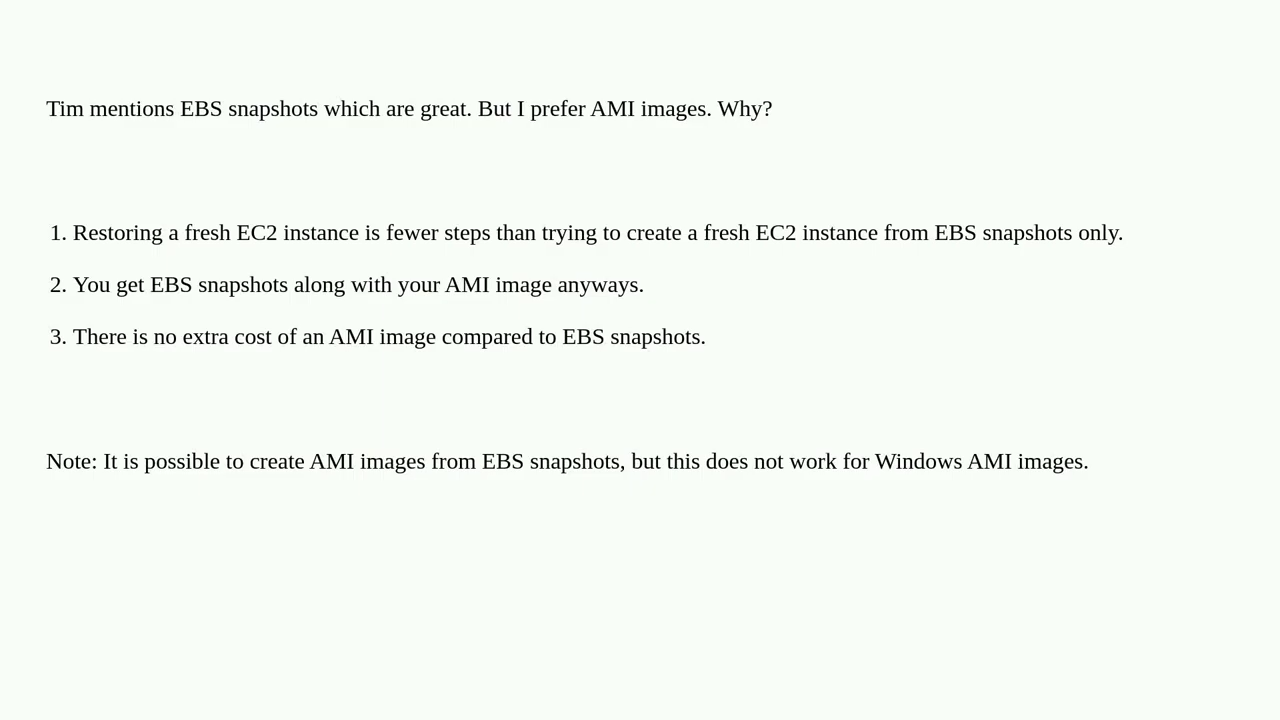 Tim mentions EBS snapshots which are great. But I prefer AMI images. Why?
1. Restoring a fresh EC2 instance is fewer steps than trying to create a fresh EC2 instance from EBS snapshots only.
2. You get EBS snapshots along with your AMI image anyways.
3. There is no extra cost of an AMI image compared to EBS snapshots.
Note: It is possible to create AMI images from EBS snapshots, but this does not work for Windows AMI images.